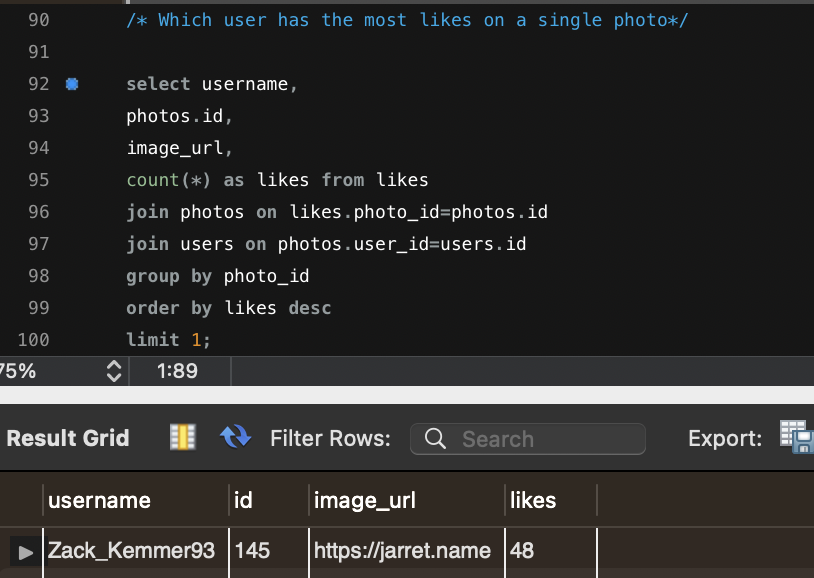 90 /* Which user has the most likes on a single photo*/
91
92 select username,
93 photos.id,
94 image_url,
95 count(*) as likes from likes
96 join photos on likes.photo_id=photos.id
97 join users on photos.user_id=users.id
98 group by photo_id
99 order by likes desc
100 limit 1;
75% 1:89
Result Grid Filter Rows: Search Export:
username id image_url likes
Zack_Kemmer93 145 https://jarret.name 48